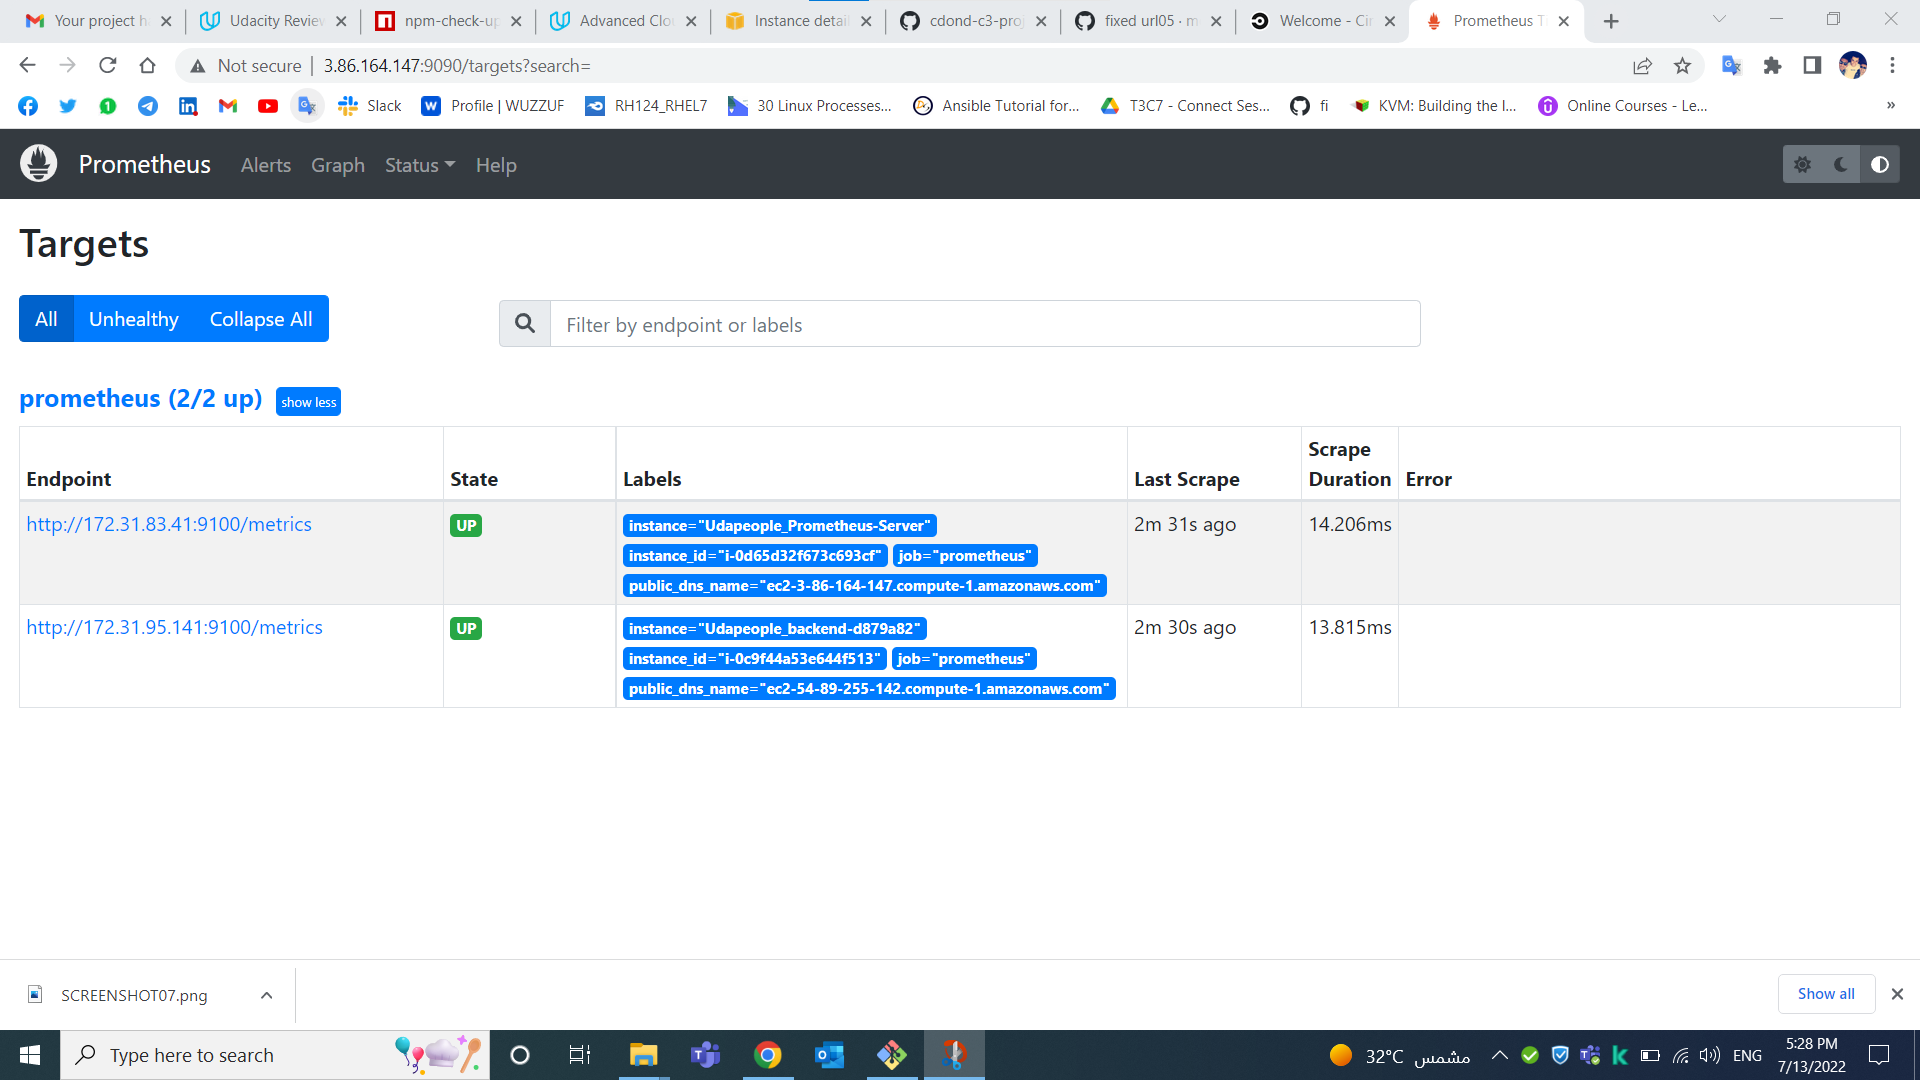 Your project h
Udacity Review
npm-check-up
Advanced Clou
Instance detail
cdond-c3-proj
fixed url05 · m
Welcome - Cir
Prometheus T
Not secure
3.86.164.147:9090/targets?search=
Slack
Profile | WUZZUF
RH124_RHEL7
30 Linux Processes...
Ansible Tutorial for...
T3C7 - Connect Ses...
fi
KVM: Building the I...
Online Courses - Le...
»
Prometheus
Alerts
Graph
Status
Help
Targets
All
Unhealthy
Collapse All
Filter by endpoint or labels
prometheus (2/2 up)
show less
Endpoint
State
Labels
Last Scrape
Scrape
Duration
Error
http://172.31.83.41:9100/metrics
UP
instance="Udapeople_Prometheus-Server"
instance_id="i-0d65d32f673c693cf" job="prometheus"
public_dns_name="ec2-3-86-164-147.compute-1.amazonaws.com"
2m 31s ago
14.206ms
http://172.31.95.141:9100/metrics
UP
instance="Udapeople_backend-d879a82"
instance_id="i-0c9f44a53e644f513" job="prometheus"
public_dns_name="ec2-54-89-255-142.compute-1.amazonaws.com"
2m 30s ago
13.815ms
SCREENSHOT07.png
Show all
Type here to search
32°C مشمس
ENG
5:28 PM
7/13/2022